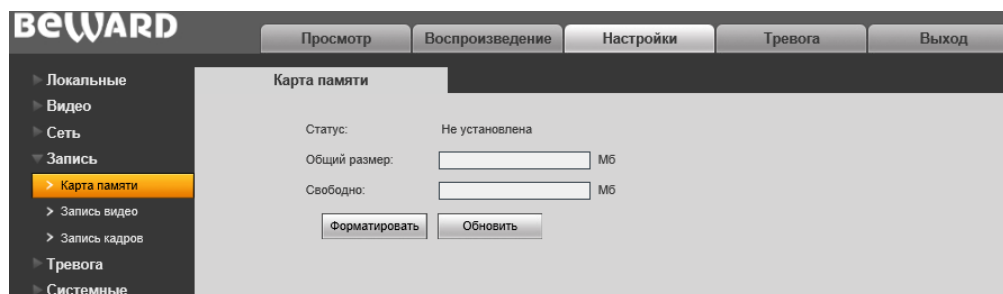 BEWARD
Просмотр Воспроизведение Настройки Тревога Выход
Локальные
Видео
Сеть
Запись
Карта памяти
Запись видео
Запись кадров
Тревога
Системные
Карта памяти
Статус: Не установлена
Общий размер: Мб
Свободно: Мб
Форматировать Обновить